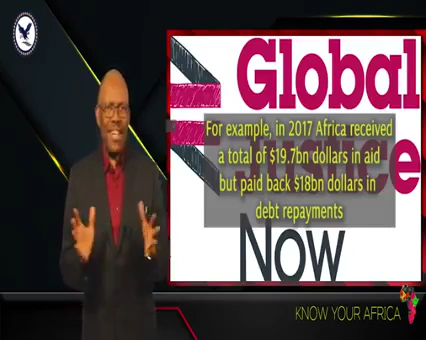 Global
Justice
Now
For example, in 2017 Africa received
a total of $19.7bn dollars in aid
but paid back $18bn dollars in
debt repayments
KNOW YOUR AFRICA